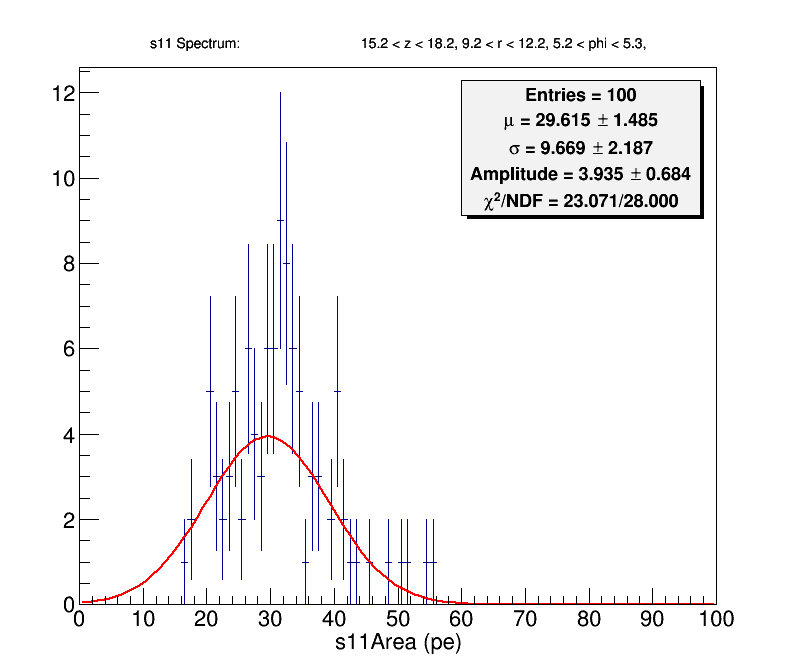 s11 Spectrum: 15.2 < z < 18.2, 9.2 < r < 12.2, 5.2 < phi < 5.3,
Entries = 100
μ = 29.615 ± 1.485
σ = 9.669 ± 2.187
Amplitude = 3.935 ± 0.684
χ²/NDF = 23.071/28.000
12
10
8
6
4
2
0
0 10 20 30 40 50 60 70 80 90 100
s11Area (pe)